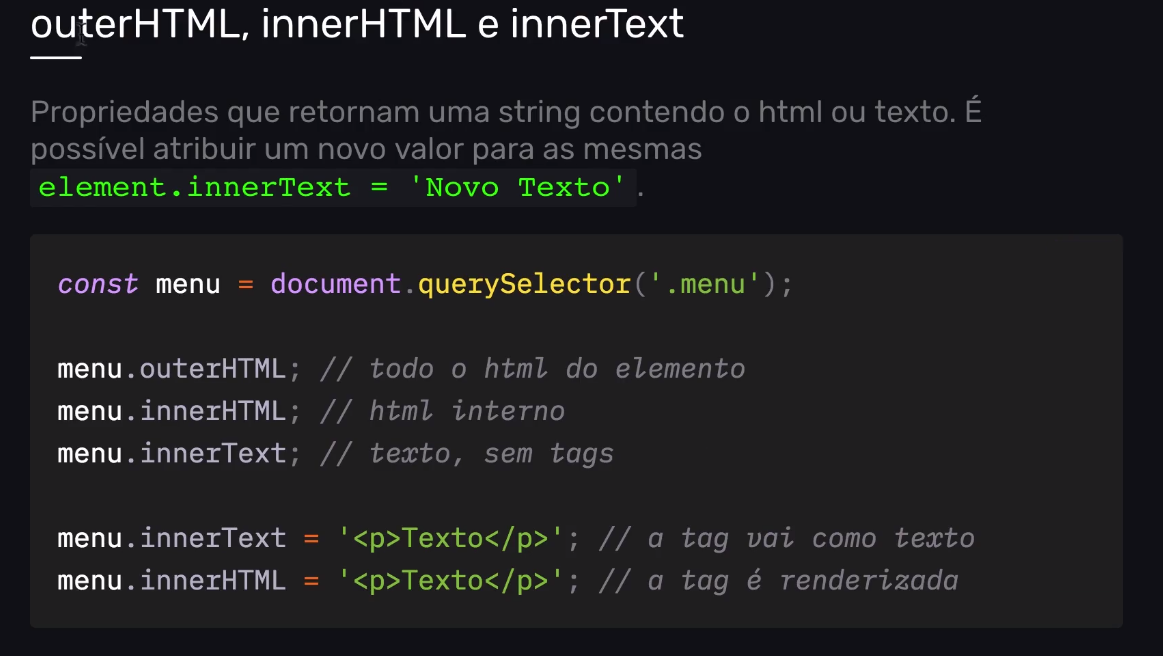 outerHTML, innerHTML e innerText
Propriedades que retornam uma string contendo o html ou texto. É
possível atribuir um novo valor para as mesmas
element.innerText = 'Novo Texto'.
const menu = document.querySelector('.menu');
menu.outerHTML; // todo o html do elemento
menu.innerHTML; // html interno
menu.innerText; // texto, sem tags
menu.innerText = '<p>Texto</p>'; // a tag vai como texto
menu.innerHTML = '<p>Texto</p>'; // a tag é renderizada